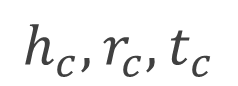 h_c, r_c, t_c